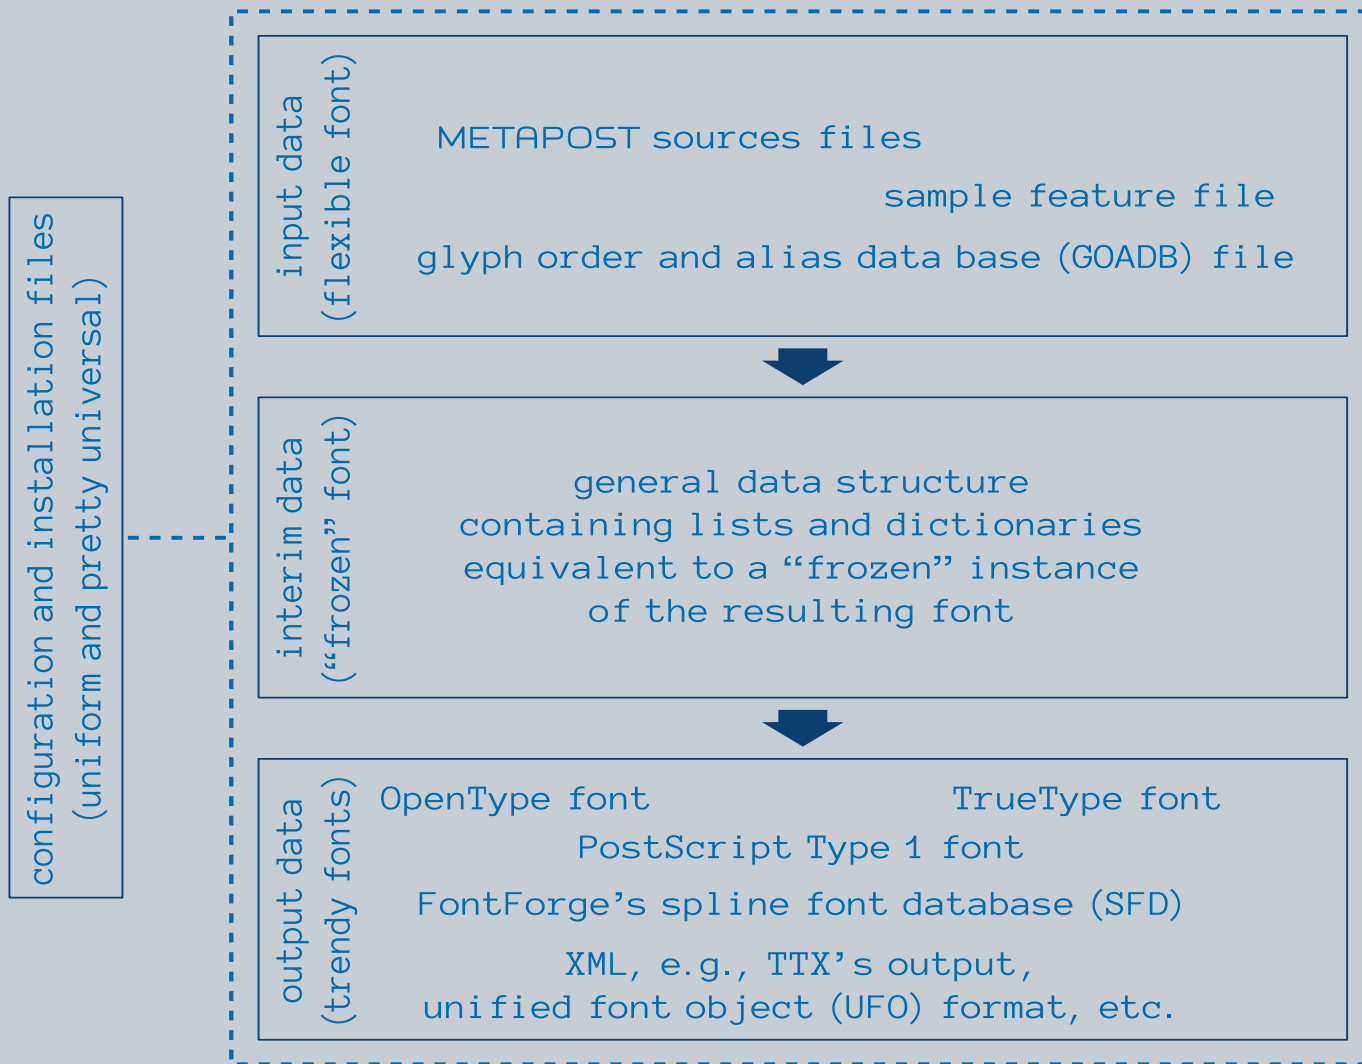 configuration and installation files
(uniform and pretty universal)
input data
(flexible font)
METAPOST sources files
sample feature file
glyph order and alias data base (GOADB) file
interim data
(“frozen” font)
general data structure
containing lists and dictionaries
equivalent to a “frozen” instance
of the resulting font
output data
(trendy fonts)
OpenType font
TrueType font
PostScript Type 1 font
FontForge’s spline font database (SFD)
XML, e.g., TTX’s output,
unified font object (UFO) format, etc.